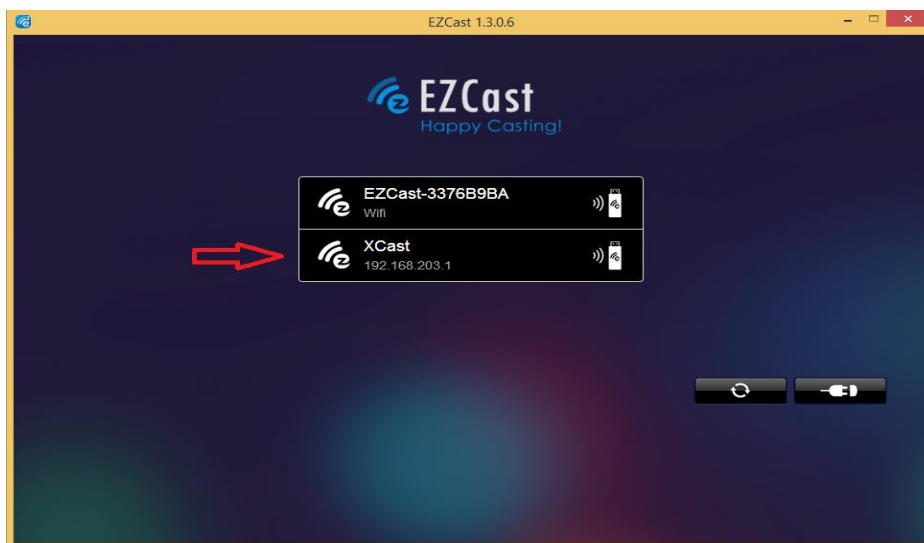 EZCast 1.3.0.6
EZCast
Happy Casting!
EZCast-3376B9BA
Wifi
XCast
192.168.203.1